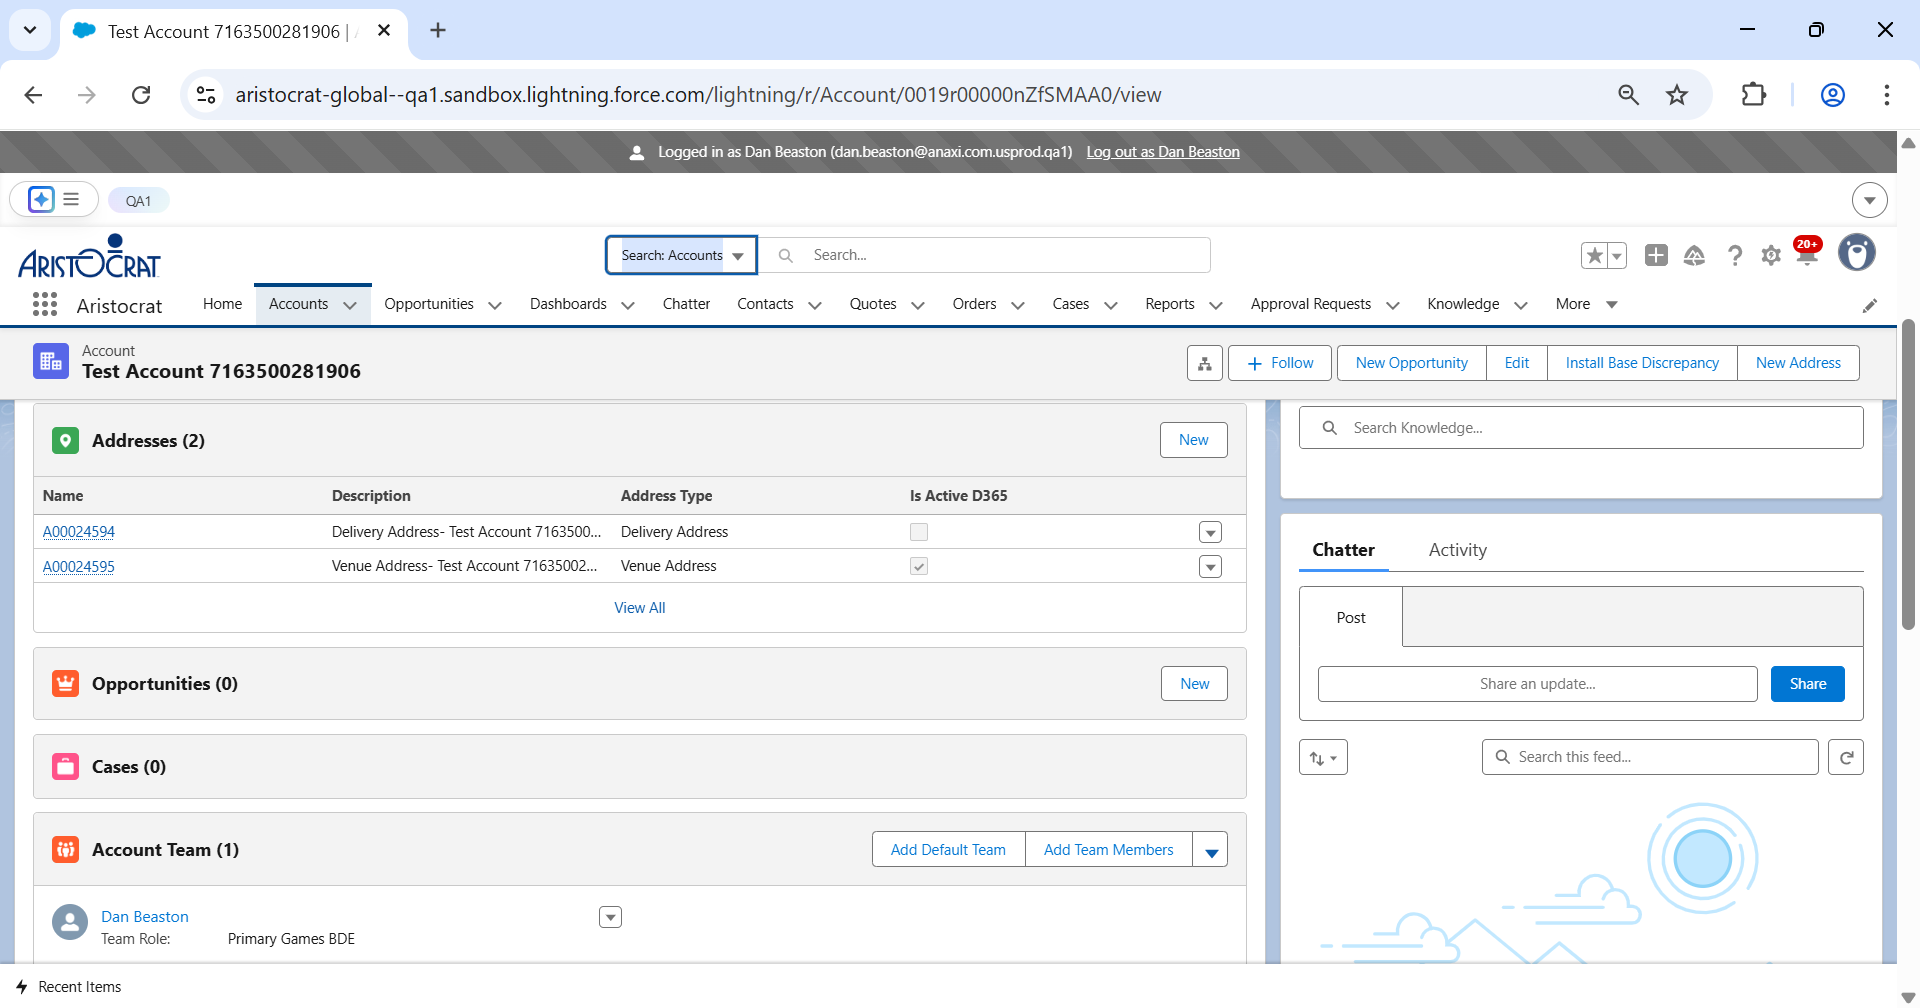 Test Account 7163500281906 |
aristocrat-global--qa1.sandbox.lightning.force.com/lightning/r/Account/0019r00000nZfSMAA0/view
Logged in as Dan Beaston (dan.beaston@anaxi.com.usprod.qa1) Log out as Dan Beaston
QA1
ARISTOCRAT
Search: Accounts
Search...
20+
Aristocrat
Home
Accounts
Opportunities
Dashboards
Chatter
Contacts
Quotes
Orders
Cases
Reports
Approval Requests
Knowledge
More
Account
Test Account 7163500281906
Follow
New Opportunity
Edit
Install Base Discrepancy
New Address
Addresses (2)
New
Name Description Address Type Is Active D365
A00024594 Delivery Address- Test Account 7163500... Delivery Address
A00024595 Venue Address- Test Account 71635002... Venue Address
View All
Opportunities (0)
New
Cases (0)
Account Team (1)
Add Default Team
Add Team Members
Dan Beaston
Team Role: Primary Games BDE
Search Knowledge...
Chatter
Activity
Post
Share an update...
Share
Search this feed...
Recent Items